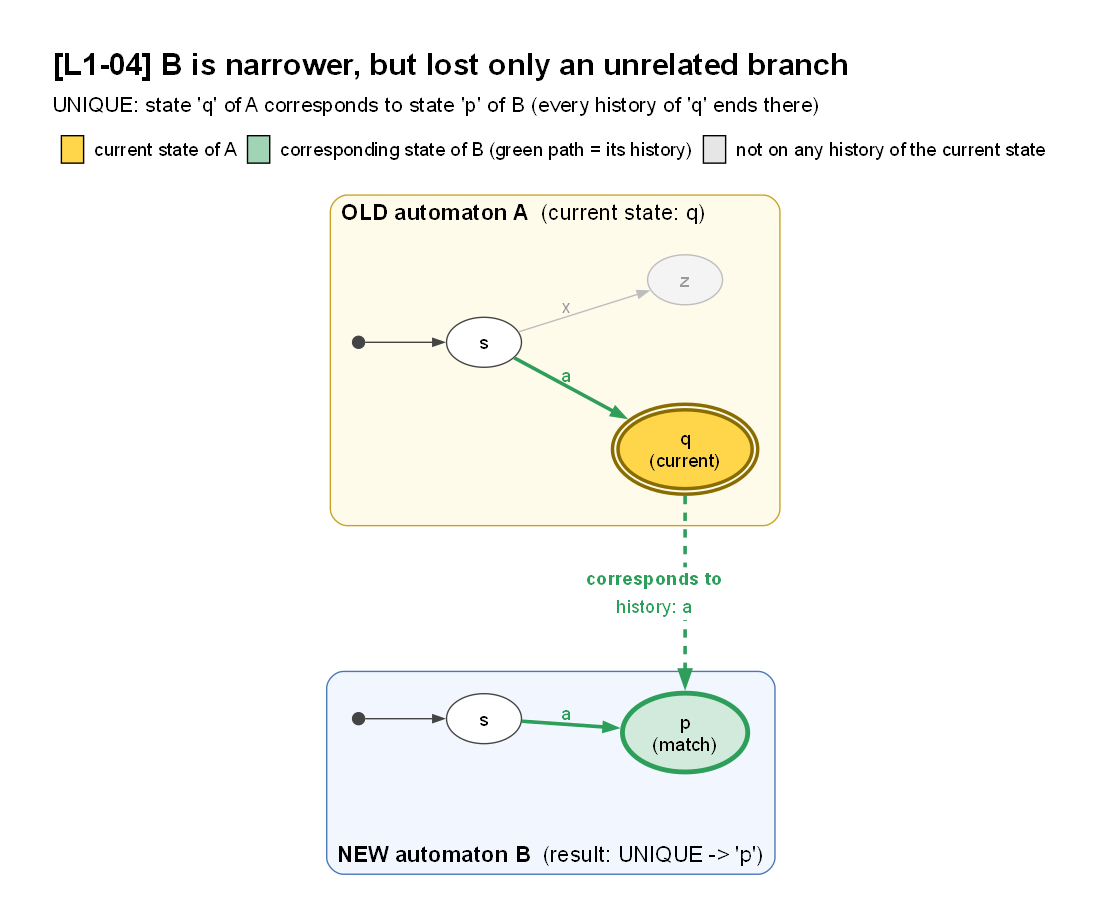 [L1-04] B is narrower, but lost only an unrelated branch
UNIQUE: state 'q' of A corresponds to state 'p' of B (every history of 'q' ends there)
current state of A corresponding state of B (green path = its history) not on any history of the current state
OLD automaton A (current state: q)
z
x
s
a
q
(current)
corresponds to
history: a
s
a
p
(match)
NEW automaton B (result: UNIQUE -> 'p')